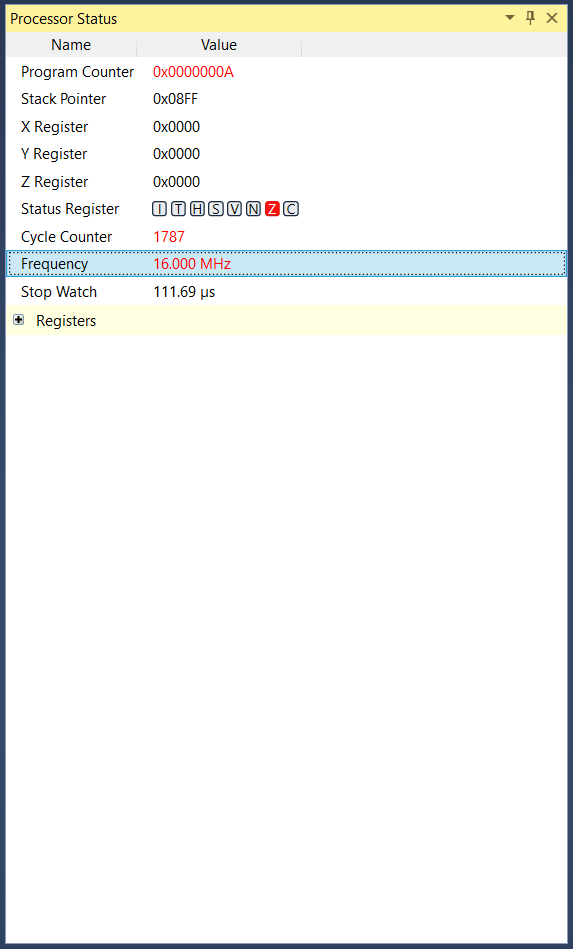 Processor Status
Name Value
Program Counter 0x0000000A
Stack Pointer 0x08FF
X Register 0x0000
Y Register 0x0000
Z Register 0x0000
Status Register I T H S V N Z C
Cycle Counter 1787
Frequency 16.000 MHz
Stop Watch 111.69 µs
Registers